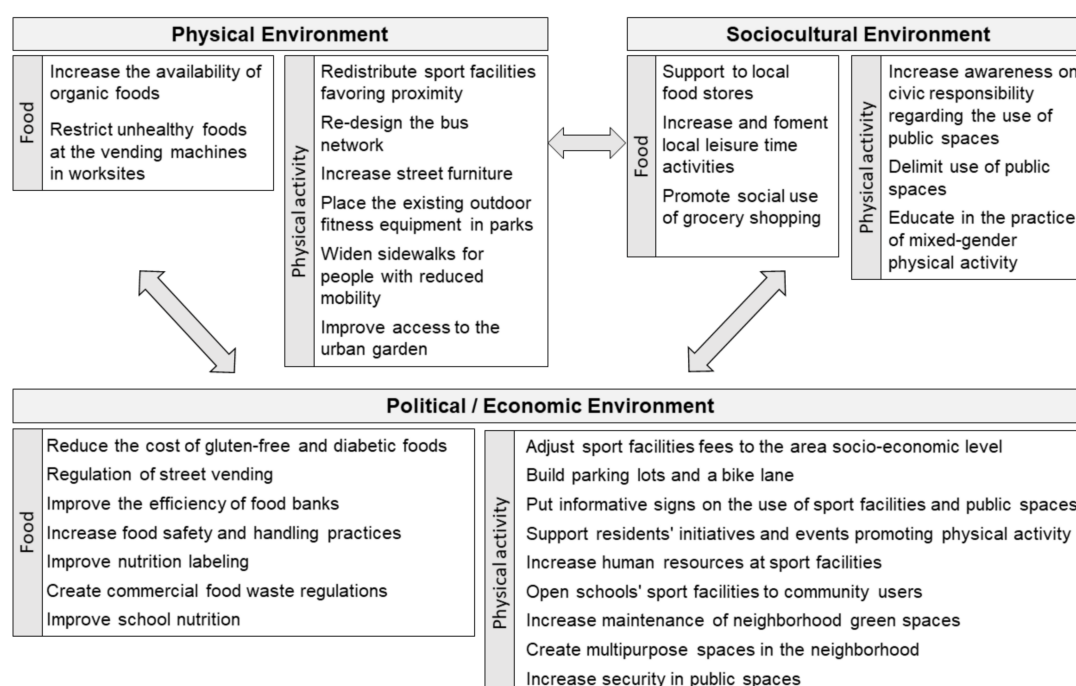 Physical Environment
Food
Increase the availability of
organic foods
Restrict unhealthy foods
at the vending machines
in worksites
Physical activity
Redistribute sport facilities
favoring proximity
Re-design the bus
network
Increase street furniture
Place the existing outdoor
fitness equipment in parks
Widen sidewalks for
people with reduced
mobility
Improve access to the
urban garden
Sociocultural Environment
Food
Support to local
food stores
Increase and foment
local leisure time
activities
Promote social use
of grocery shopping
Physical activity
Increase awareness on
civic responsibility
regarding the use of
public spaces
Delimit use of public
spaces
Educate in the practice
of mixed-gender
physical activity
Political / Economic Environment
Food
Reduce the cost of gluten-free and diabetic foods
Regulation of street vending
Improve the efficiency of food banks
Increase food safety and handling practices
Improve nutrition labeling
Create commercial food waste regulations
Improve school nutrition
Physical activity
Adjust sport facilities fees to the area socio-economic level
Build parking lots and a bike lane
Put informative signs on the use of sport facilities and public spaces
Support residents' initiatives and events promoting physical activity
Increase human resources at sport facilities
Open schools' sport facilities to community users
Increase maintenance of neighborhood green spaces
Create multipurpose spaces in the neighborhood
Increase security in public spaces